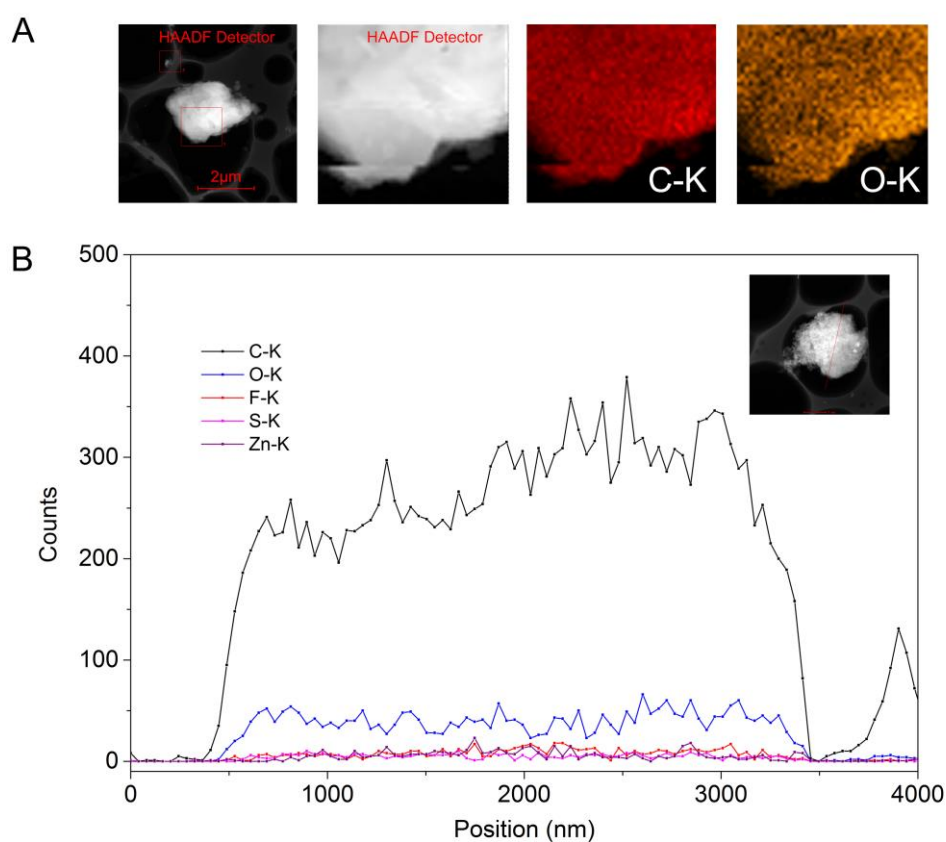 A
HAADF Detector
2μm
HAADF Detector
C-K
O-K
B
500
400
300
200
100
0
Counts
C-K
O-K
F-K
S-K
Zn-K
0
1000
2000
3000
4000
Position (nm)